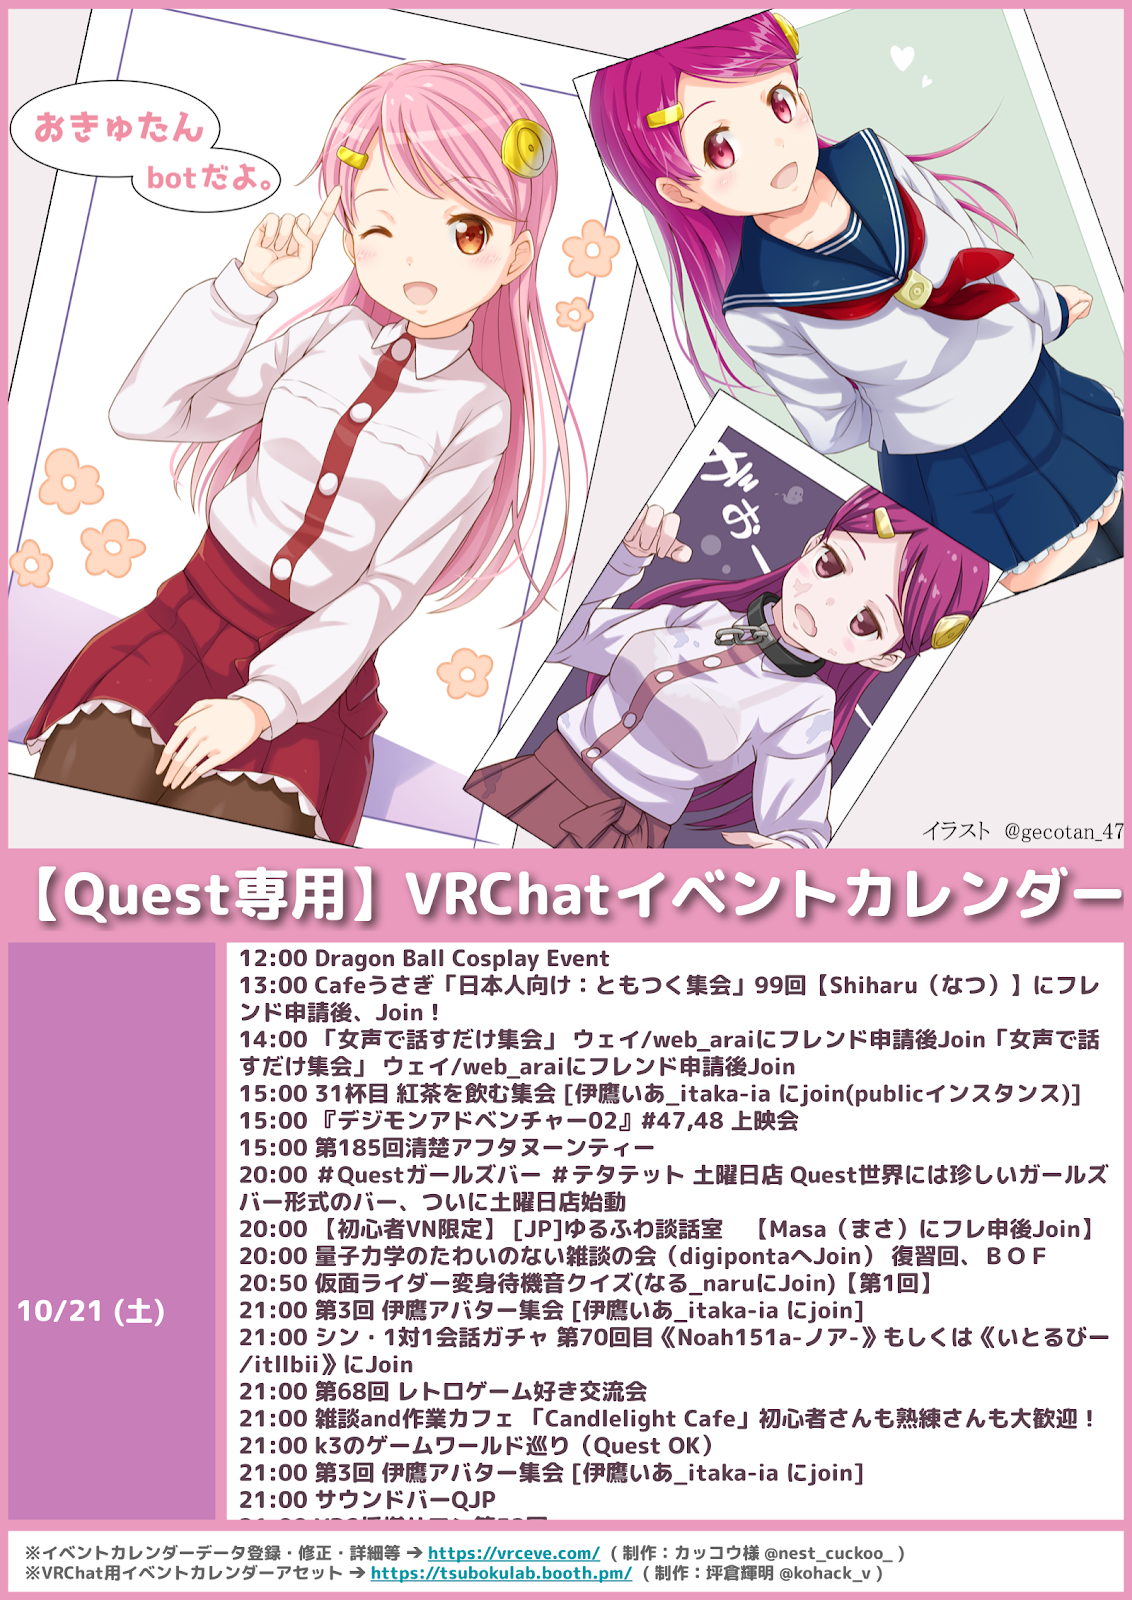 おきゅたん
botだよ。
がおー
イラスト @gecotan_47
【Quest専用】VRChatイベントカレンダー
10/21 (土)
12:00 Dragon Ball Cosplay Event
13:00 Cafeうさぎ「日本人向け：ともつく集会」99回【Shiharu（なつ）】にフレ
ンド申請後、Join！
14:00 「女声で話すだけ集会」 ウェイ/web_araiにフレンド申請後Join「女声で話
すだけ集会」 ウェイ/web_araiにフレンド申請後Join
15:00 31杯目 紅茶を飲む集会 [伊鷹いあ_itaka-ia にjoin(publicインスタンス)]
15:00 『デジモンアドベンチャー02』#47,48 上映会
15:00 第185回清楚アフタヌーンティー
20:00 ＃Questガールズバー ＃テタテット 土曜日店 Quest世界には珍しいガールズ
バー形式のバー、ついに土曜日店始動
20:00 【初心者VN限定】 [JP]ゆるふわ談話室　【Masa（まさ）にフレ申後Join】
20:00 量子力学のたわいのない雑談の会（digipontaへJoin） 復習回、ＢＯＦ
20:50 仮面ライダー変身待機音クイズ(なる_naruにJoin)【第1回】
21:00 第3回 伊鷹アバター集会 [伊鷹いあ_itaka-ia にjoin]
21:00 シン・1対1会話ガチャ 第70回目《Noah151a-ノア-》もしくは《いとるびー
/itllbii》にJoin
21:00 第68回 レトロゲーム好き交流会
21:00 雑談and作業カフェ 「Candlelight Cafe」初心者さんも熟練さんも大歓迎！
21:00 k3のゲームワールド巡り（Quest OK）
21:00 第3回 伊鷹アバター集会 [伊鷹いあ_itaka-ia にjoin]
21:00 サウンドバーQJP
※イベントカレンダーデータ登録・修正・詳細等 ➔ https://vrceve.com/ （ 制作：カッコウ様 @nest_cuckoo_ ）
※VRChat用イベントカレンダーアセット ➔ https://tsubokulab.booth.pm/ （ 制作：坪倉輝明 @kohack_v ）